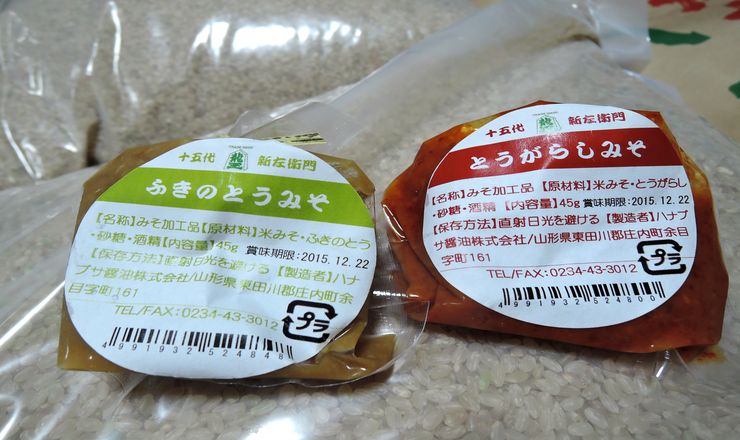 十五代 新左衛門
ふきのとうみそ
【名称】みそ加工品【原材料】米みそ・ふきのとう
・砂糖・酒精【内容量】45g 賞味期限:2015.12.22
【保存方法】直射日光を避ける【製造者】ハナ
ブサ醤油株式会社/山形県東田川郡庄内町余
目字町161
TEL/FAX:0234-43-3012
プラ
4991932524848
十五代 新左衛門
とうがらしみそ
【名称】みそ加工品【原材料】米みそ・とうがらし
・砂糖・酒精【内容量】45g 賞味期限:2015.12.22
【保存方法】直射日光を避ける【製造者】ハナブ
サ醤油株式会社/山形県東田川郡庄内町余目
字町161
TEL/FAX:0234-43-3012
プラ
4991932524800